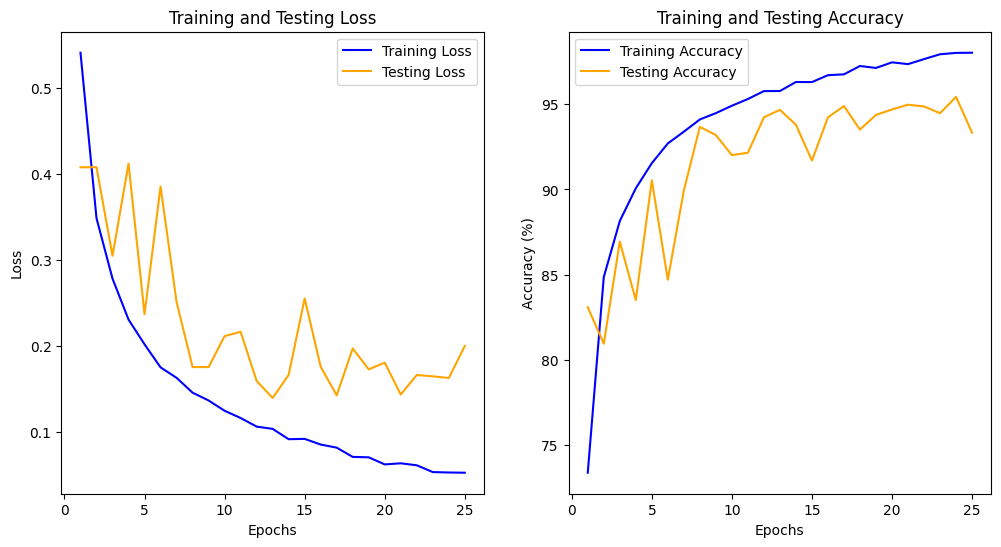 Training and Testing Loss
Training Loss
Testing Loss
0.5
0.4
0.3
0.2
0.1
Loss
0
5
10
15
20
25
Epochs
Training and Testing Accuracy
Training Accuracy
Testing Accuracy
95
90
85
80
75
Accuracy (%)
0
5
10
15
20
25
Epochs